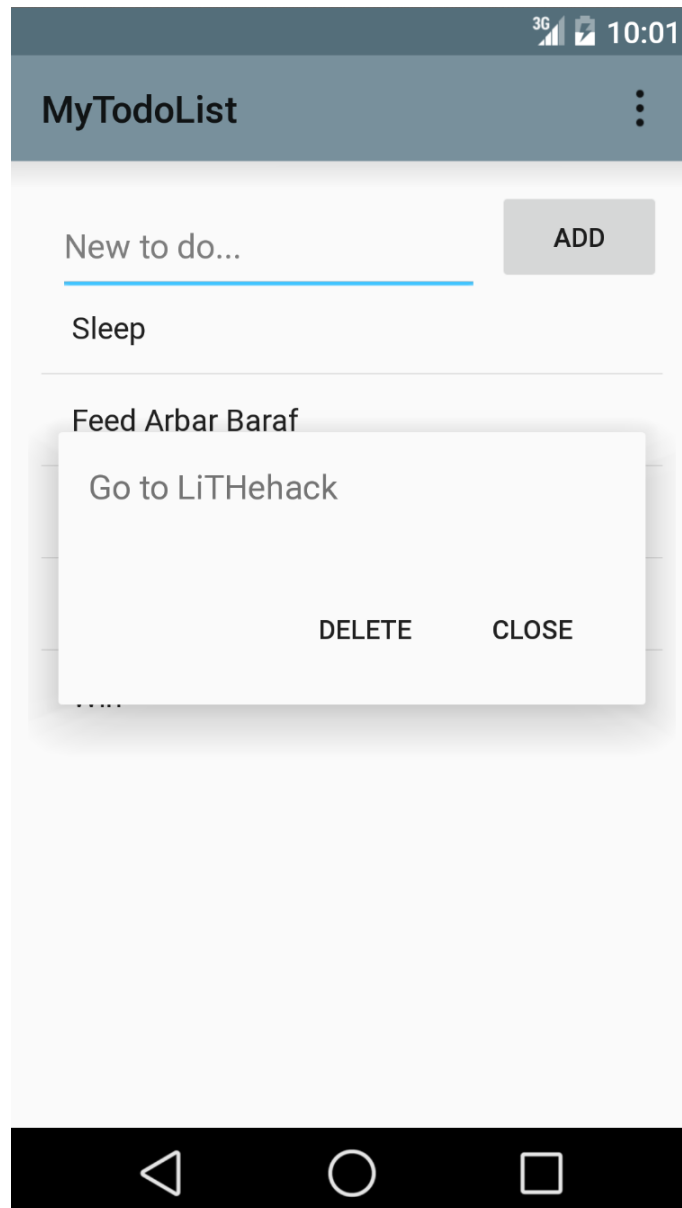 3G 10:01
MyTodoList
New to do...
ADD
Sleep
Feed Arbar Baraf
Go to LiTHehack
DELETE CLOSE